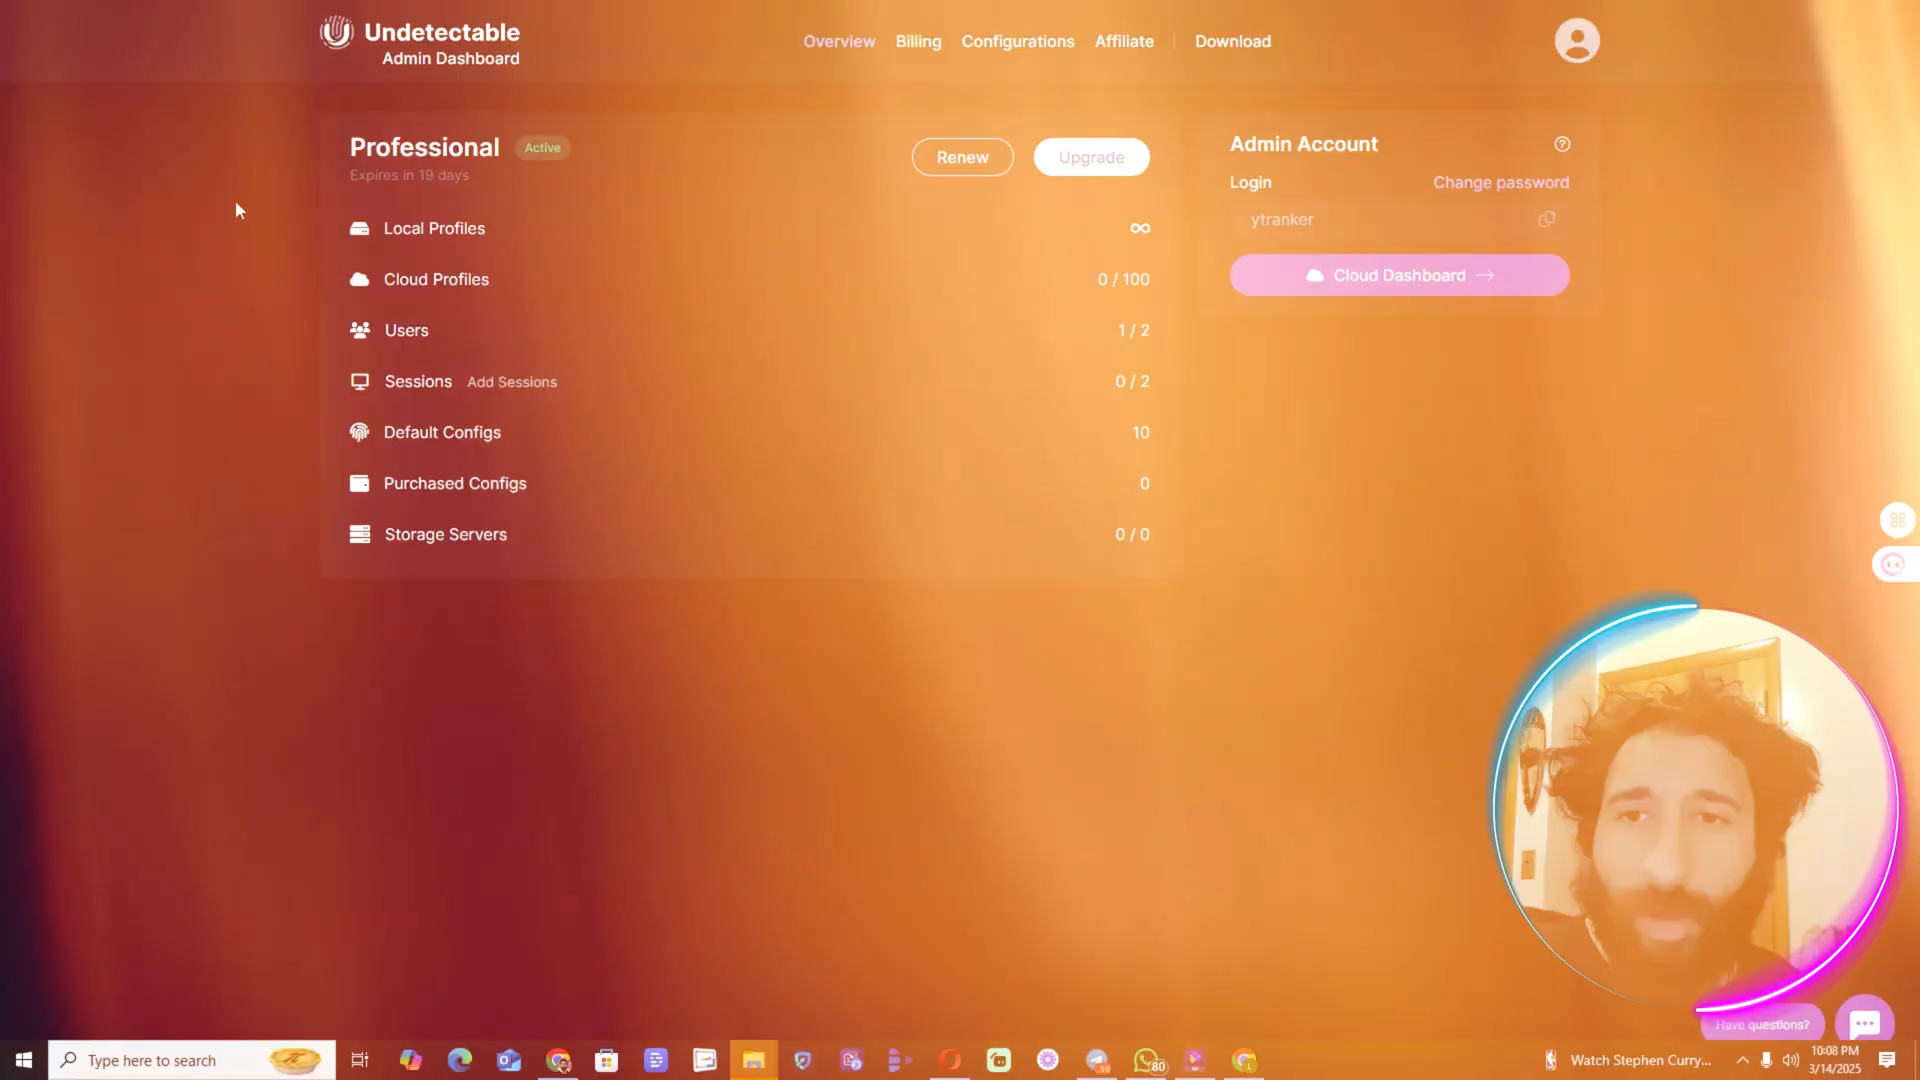 Undetectable
Admin Dashboard
Overview
Billing
Configurations
Affiliate
Download
Professional
Active
Expires in 19 days
Renew
Upgrade
Local Profiles
∞
Cloud Profiles
0 / 100
Users
1 / 2
Sessions
Add Sessions
0 / 2
Default Configs
10
Purchased Configs
0
Storage Servers
0 / 0
Admin Account
Login
Change password
ytranker
Cloud Dashboard
Have questions?
Type here to search
80
Watch Stephen Curry...
10:08 PM
3/14/2025